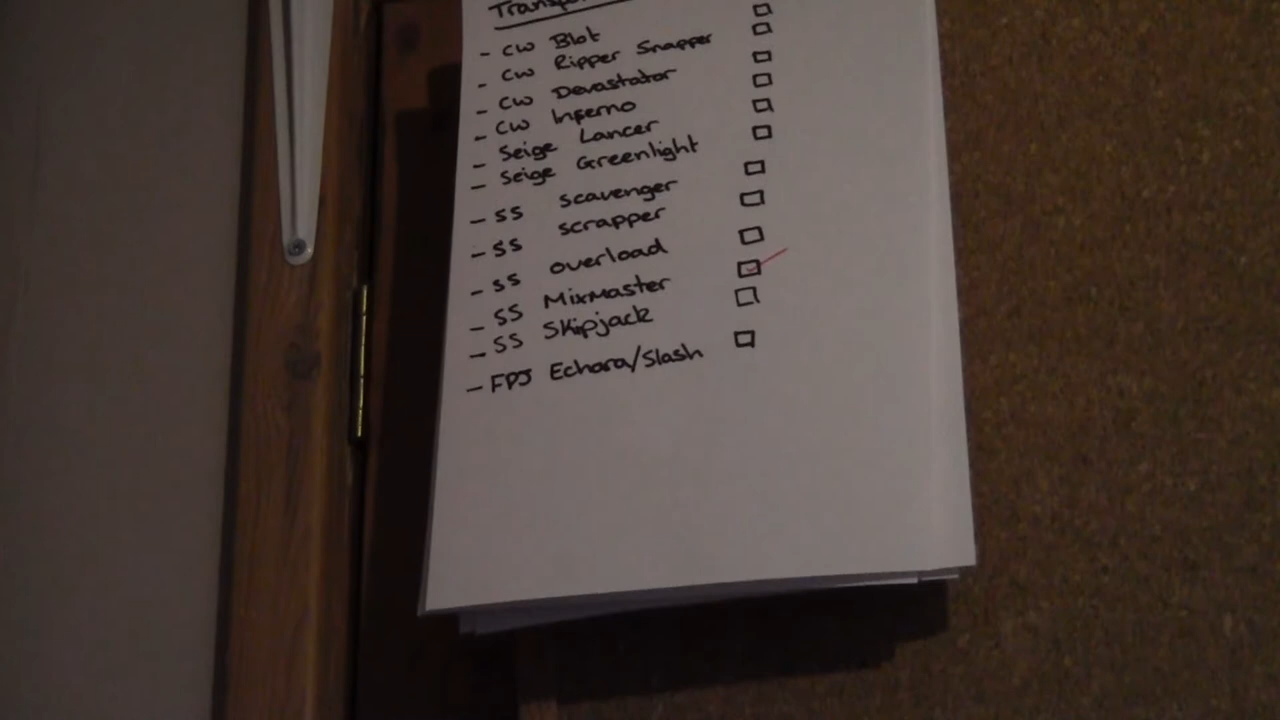 - CW Blot
- CW Ripper Snapper
- CW Devastator
- CW Inferno
- Seige Lancer
- Seige Greenlight
- SS Scavenger
- SS Scrapper
- SS overload
- SS MixMaster
- SS Skipjack
- FPJ Echara/Slash